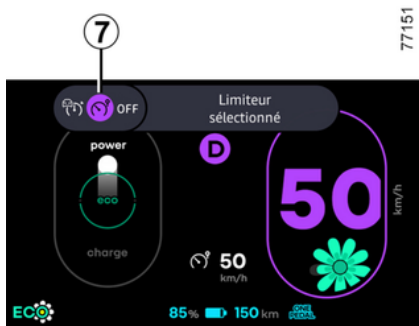 77151
7
OFF
Limiteur
sélectionné
power
D
eco
50
km/h
charge
50
km/h
ECO
85% 150 km
ONE
PEDAL